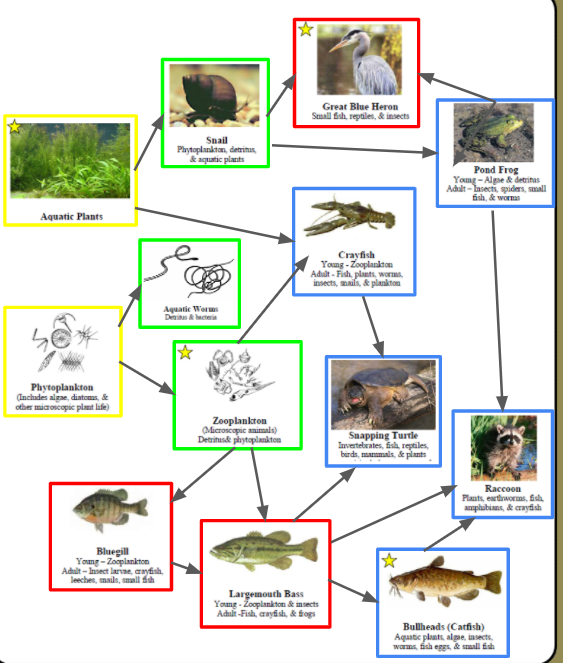 Great Blue Heron
Small fish, reptiles, & insects
Snail
Phytoplankton, detritus,
& aquatic plants
Pond Frog
Young – Algae & detritus
Adult – Insects, spiders, small
fish, & worms
Aquatic Plants
Crayfish
Young - Zooplankton
Adult - Fish, plants, worms,
insects, snails, & plankton
Aquatic Worms
Detritus & bacteria
Phytoplankton
(Includes algae, diatoms, &
other microscopic plant life)
Zooplankton
(Microscopic animals)
Detritus& phytoplankton
Snapping Turtle
Invertebrates, fish, reptiles,
birds, mammals, & plants
Raccoon
Plants, earthworms, fish,
amphibians, & crayfish
Bluegill
Young – Zooplankton
Adult – Insect larvae, crayfish,
leeches, snails, small fish
Largemouth Bass
Young - Zooplankton & insects
Adult -Fish, crayfish, & frogs
Bullheads (Catfish)
Aquatic plants, algae, insects,
worms, fish eggs, & small fish